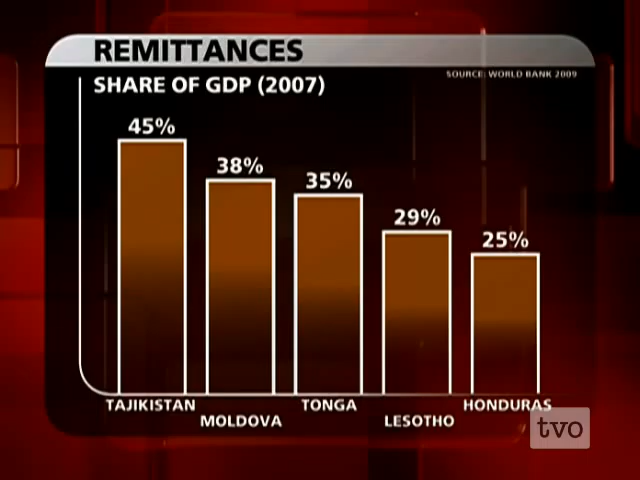 REMITTANCES
SHARE OF GDP (2007)
SOURCE: WORLD BANK 2009
45%
38%
35%
29%
25%
TAJIKISTAN
MOLDOVA
TONGA
LESOTHO
HONDURAS
tvo